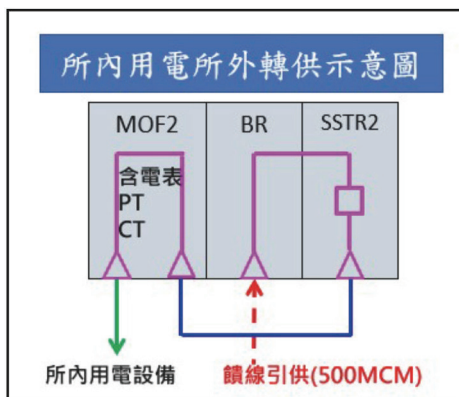 所內用電所外轉供示意圖
MOF2
BR
SSTR2
含電表
PT
CT
所內用電設備
饋線引供(500MCM)